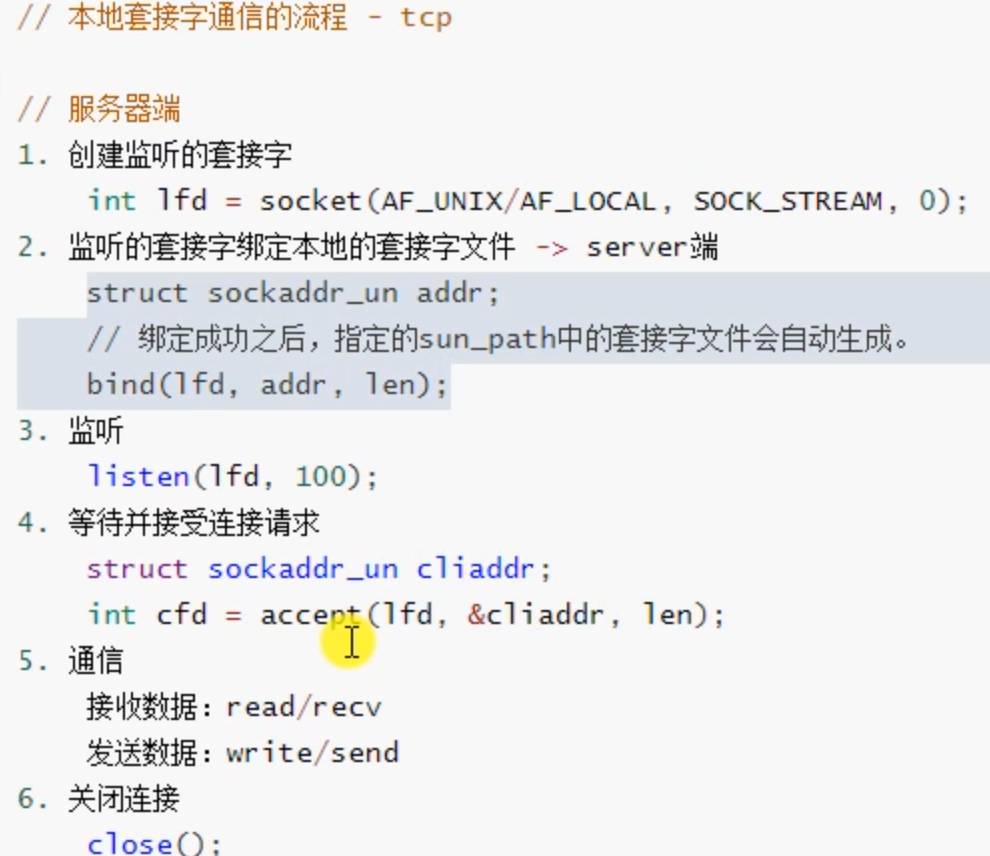 // 本地套接字通信的流程 - tcp
// 服务器端
1. 创建监听的套接字
int lfd = socket(AF_UNIX/AF_LOCAL, SOCK_STREAM, 0);
2. 监听的套接字绑定本地的套接字文件 -> server端
struct sockaddr_un addr;
// 绑定成功之后，指定的sun_path中的套接字文件会自动生成。
bind(lfd, addr, len);
3. 监听
listen(lfd, 100);
4. 等待并接受连接请求
struct sockaddr_un cliaddr;
int cfd = accept(lfd, &cliaddr, len);
5. 通信
接收数据：read/recv
发送数据：write/send
6. 关闭连接
close();